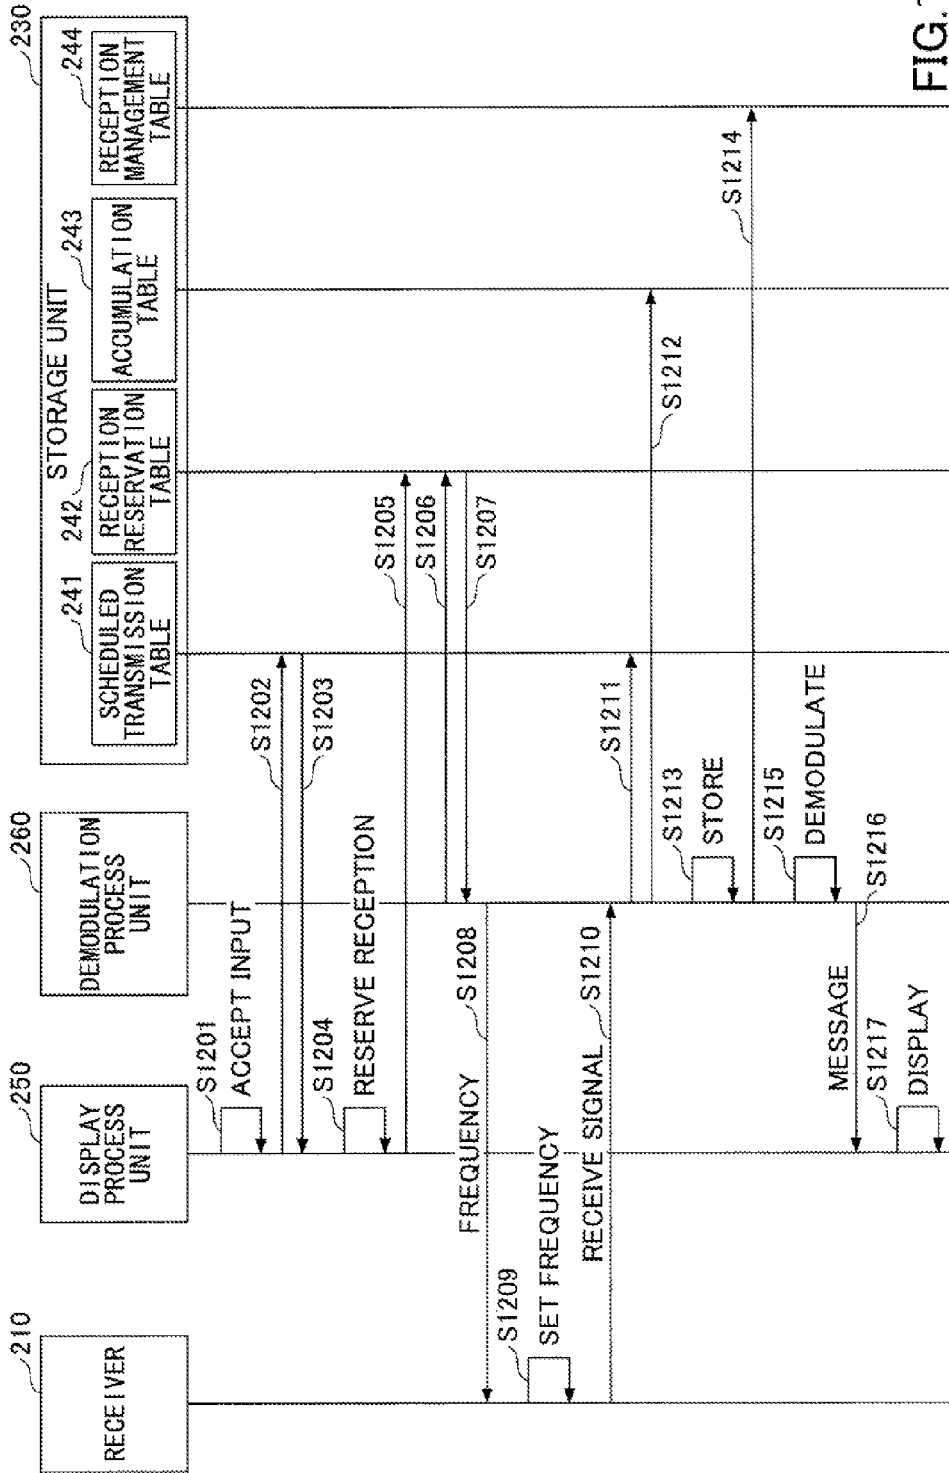 210
RECEIVER
250
DISPLAY
PROCESS
UNIT
260
DEMODULATION
PROCESS
UNIT
230
STORAGE UNIT
241
SCHEDULED
TRANSMISSION
TABLE
242
RECEPTION
RESERVATION
TABLE
243
ACCUMULATION
TABLE
244
RECEPTION
MANAGEMENT
TABLE
S1201
ACCEPT INPUT
S1202
S1203
S1204
RESERVE RECEPTION
S1205
S1206
S1207
FREQUENCY
S1208
S1209
SET FREQUENCY
RECEIVE SIGNAL
S1210
S1211
S1212
S1213
STORE
S1214
S1215
DEMODULATE
MESSAGE
S1216
S1217
DISPLAY
FIG.